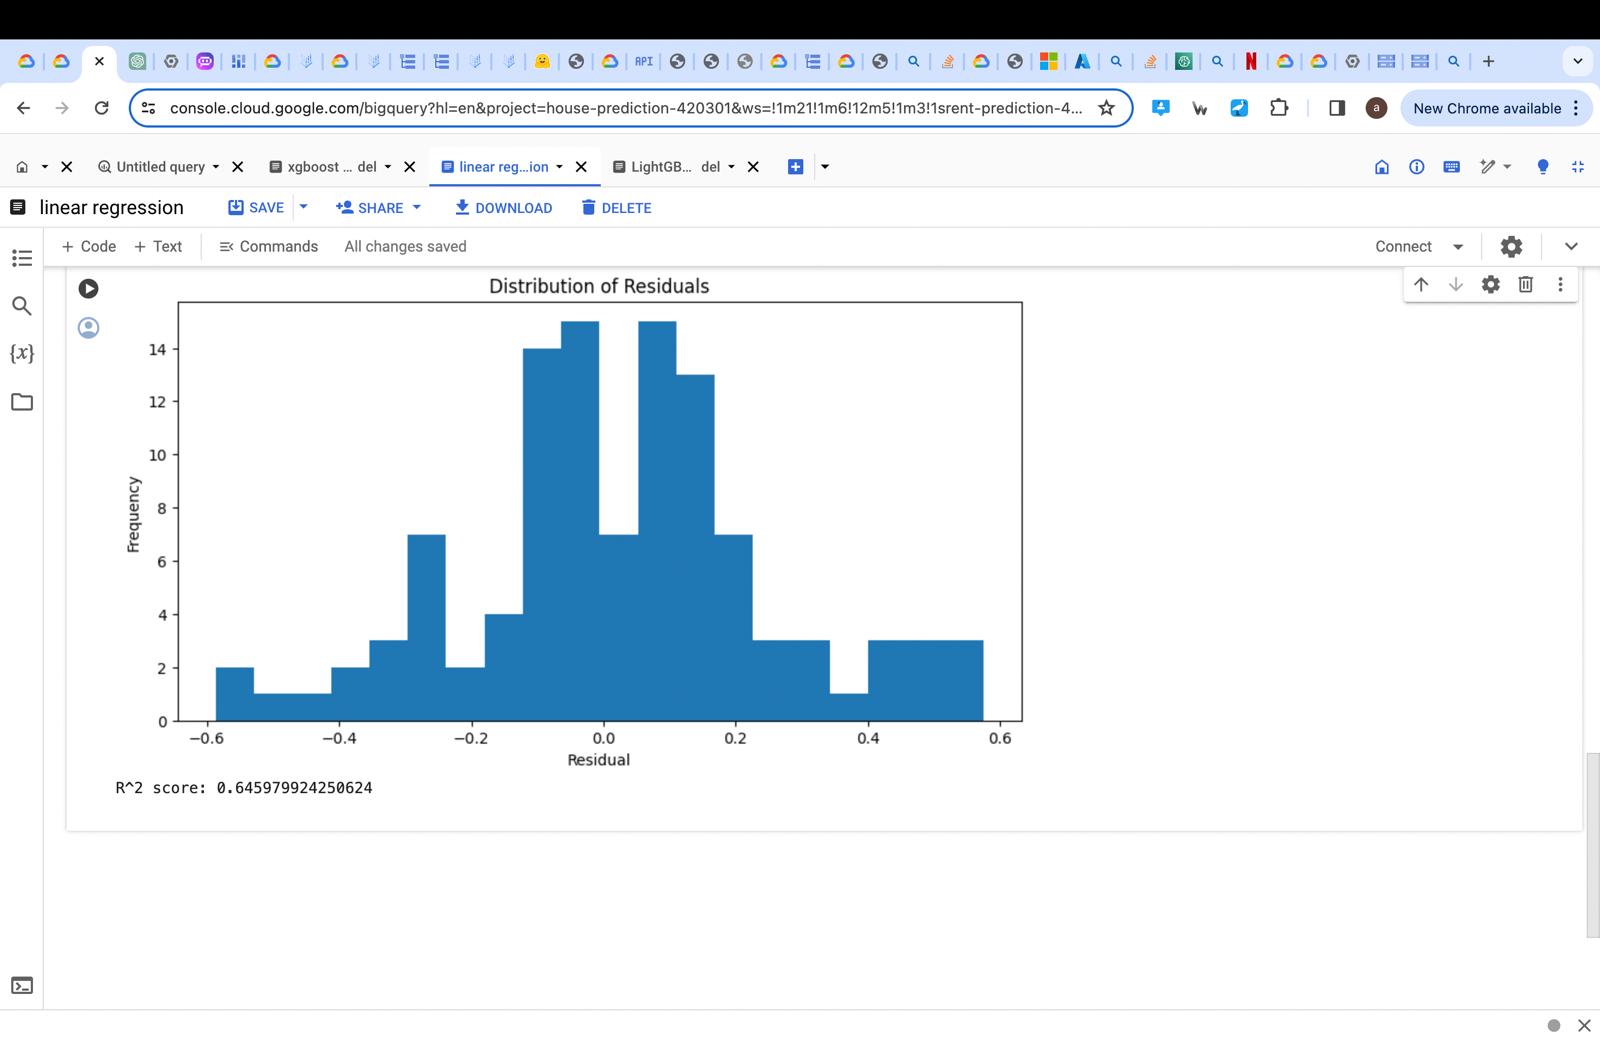 API
console.cloud.google.com/bigquery?hl=en&project=house-prediction-420301&ws=!1m21!1m6!12m5!1m3!1srent-prediction-4...
a
New Chrome available
Untitled query
xgboost ... del
linear reg...ion
LightGB... del
linear regression
SAVE
SHARE
DOWNLOAD
DELETE
+ Code
+ Text
Commands
All changes saved
Connect
{x}
Distribution of Residuals
14
12
10
8
6
4
2
0
Frequency
−0.6
−0.4
−0.2
0.0
0.2
0.4
0.6
Residual
R^2 score: 0.645979924250624